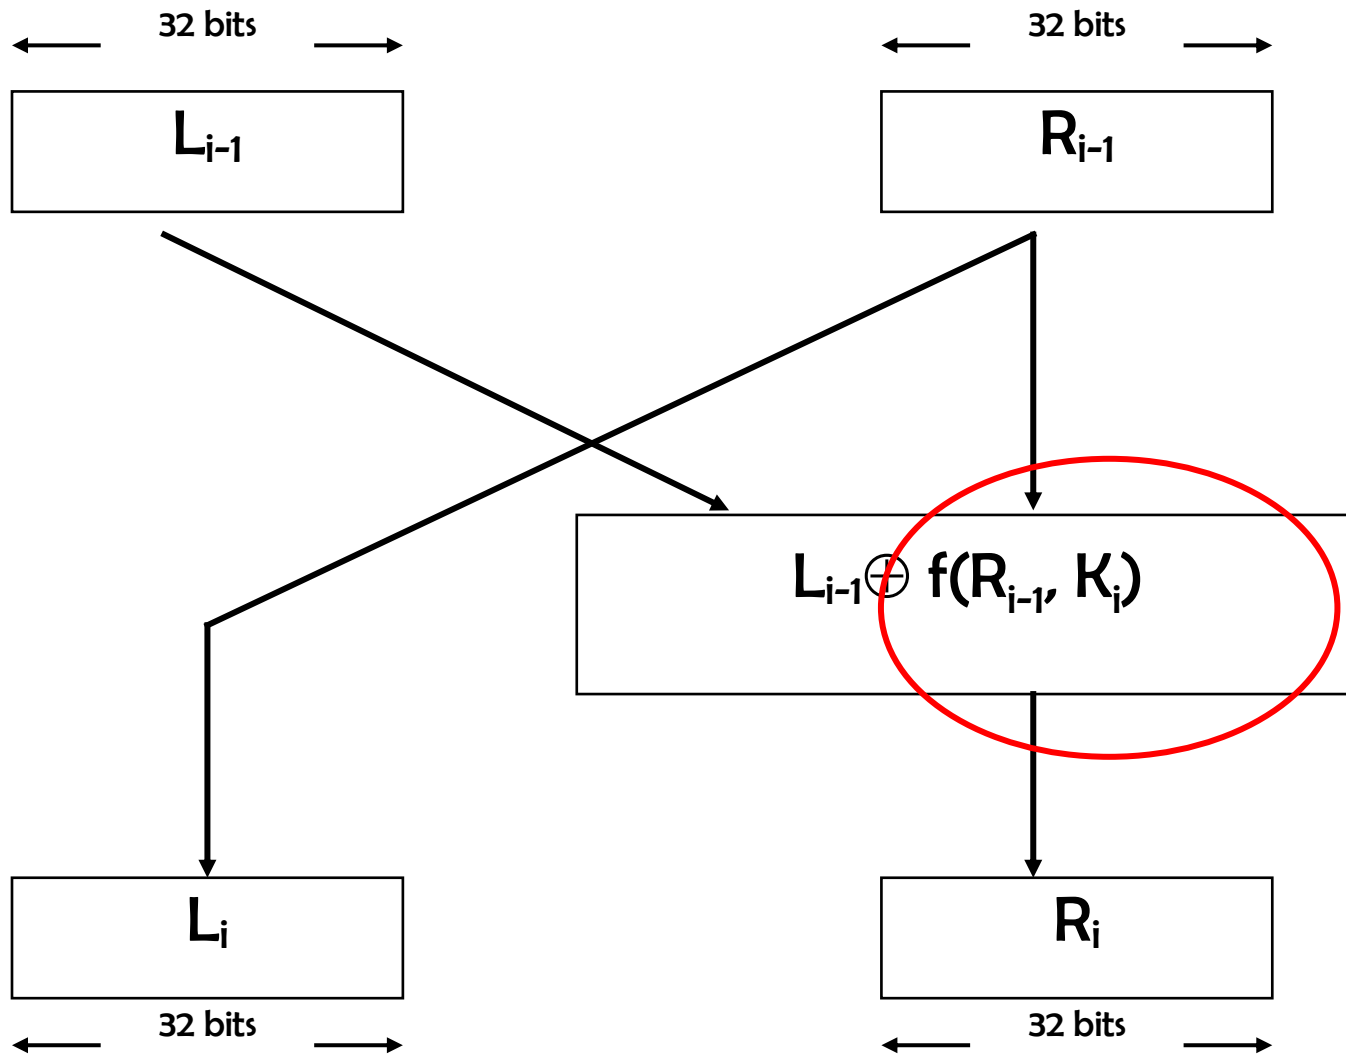 32 bits 32 bits
Lᵢ₋₁ Rᵢ₋₁
Lᵢ₋₁⊕ f(Rᵢ₋₁, Kᵢ)
Lᵢ Rᵢ
32 bits 32 bits